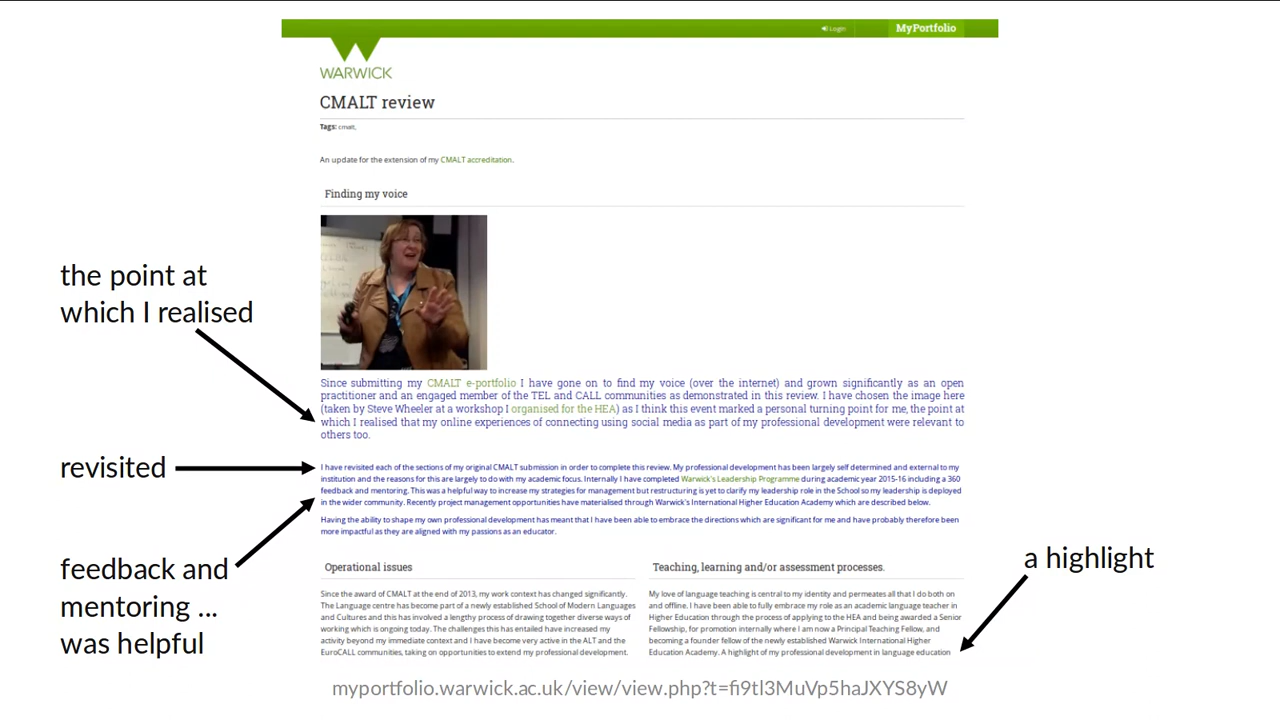 Login
MyPortfolio
WARWICK
CMALT review
Tags: cmalt,
An update for the extension of my CMALT accreditation.
Finding my voice
the point at
which I realised
Since submitting my CMALT e-portfolio I have gone on to find my voice (over the internet) and grown significantly as an open
practitioner and an engaged member of the TEL and CALL communities as demonstrated in this review. I have chosen the image here
(taken by Steve Wheeler at a workshop I organised for the HEA) as I think this event marked a personal turning point for me, the point at
which I realised that my online experiences of connecting using social media as part of my professional development were relevant to
others too.
revisited
I have revisited each of the sections of my original CMALT submission in order to complete this review. My professional development has been largely self determined and external to my
institution and the reasons for this are largely to do with my academic focus. Internally I have completed Warwick's Leadership Programme during academic year 2015-16 including a 360
feedback and mentoring. This was a helpful way to increase my strategies for management but restructuring is yet to clarify my leadership role in the School so my leadership is deployed
in the wider community. Recently project management opportunities have materialised through Warwick's International Higher Education Academy which are described below.
Having the ability to shape my own professional development has meant that I have been able to embrace the directions which are significant for me and have probably therefore been
more impactful as they are aligned with my passions as an educator.
feedback and
mentoring ...
was helpful
a highlight
Operational issues
Since the award of CMALT at the end of 2013, my work context has changed significantly.
The Language centre has become part of a newly established School of Modern Languages
and Cultures and this has involved a lengthy process of drawing together diverse ways of
working which is ongoing today. The challenges this has entailed have increased my
activity beyond my immediate context and I have become very active in the ALT and the
EuroCALL communities, taking on opportunities to extend my professional development.
Teaching, learning and/or assessment processes.
My love of language teaching is central to my identity and permeates all that I do both on
and offline. I have been able to fully embrace my role as an academic language teacher in
Higher Education through the process of applying to the HEA and being awarded a Senior
Fellowship, for promotion internally where I am now a Principal Teaching Fellow, and
becoming a founder fellow of the newly established Warwick International Higher
Education Academy. A highlight of my professional development in language education
myportfolio.warwick.ac.uk/view/view.php?t=fi9tl3MuVp5haJXYS8yW